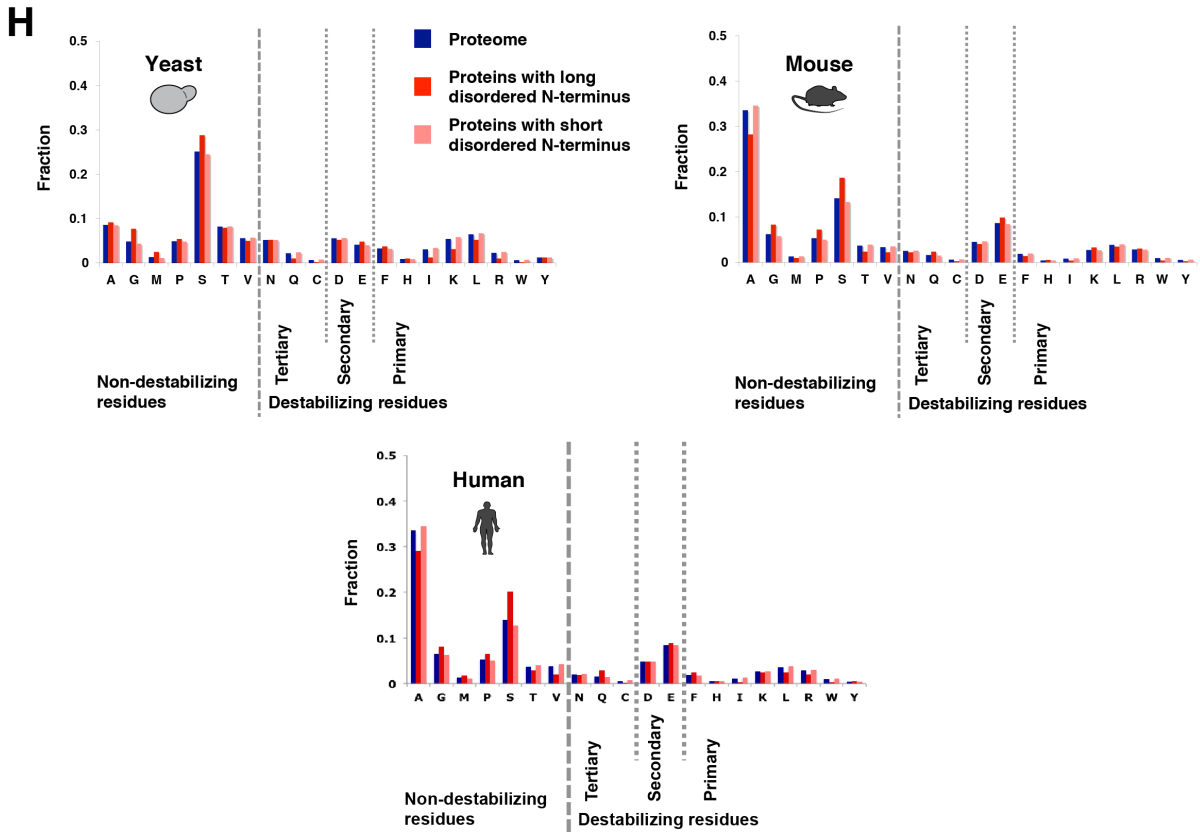 H
Yeast
Fraction
0.5
0.4
0.3
0.2
0.1
0
A G M P S T V N Q C D E F H I K L R W Y
Tertiary
Secondary
Primary
Non-destabilizing
residues
Destabilizing residues
Proteome
Proteins with long
disordered N-terminus
Proteins with short
disordered N-terminus
Mouse
Fraction
0.5
0.4
0.3
0.2
0.1
0
A G M P S T V N Q C D E F H I K L R W Y
Tertiary
Secondary
Primary
Non-destabilizing
residues
Destabilizing residues
Human
Fraction
0.5
0.4
0.3
0.2
0.1
0
A G M P S T V N Q C D E F H I K L R W Y
Tertiary
Secondary
Primary
Non-destabilizing
residues
Destabilizing residues